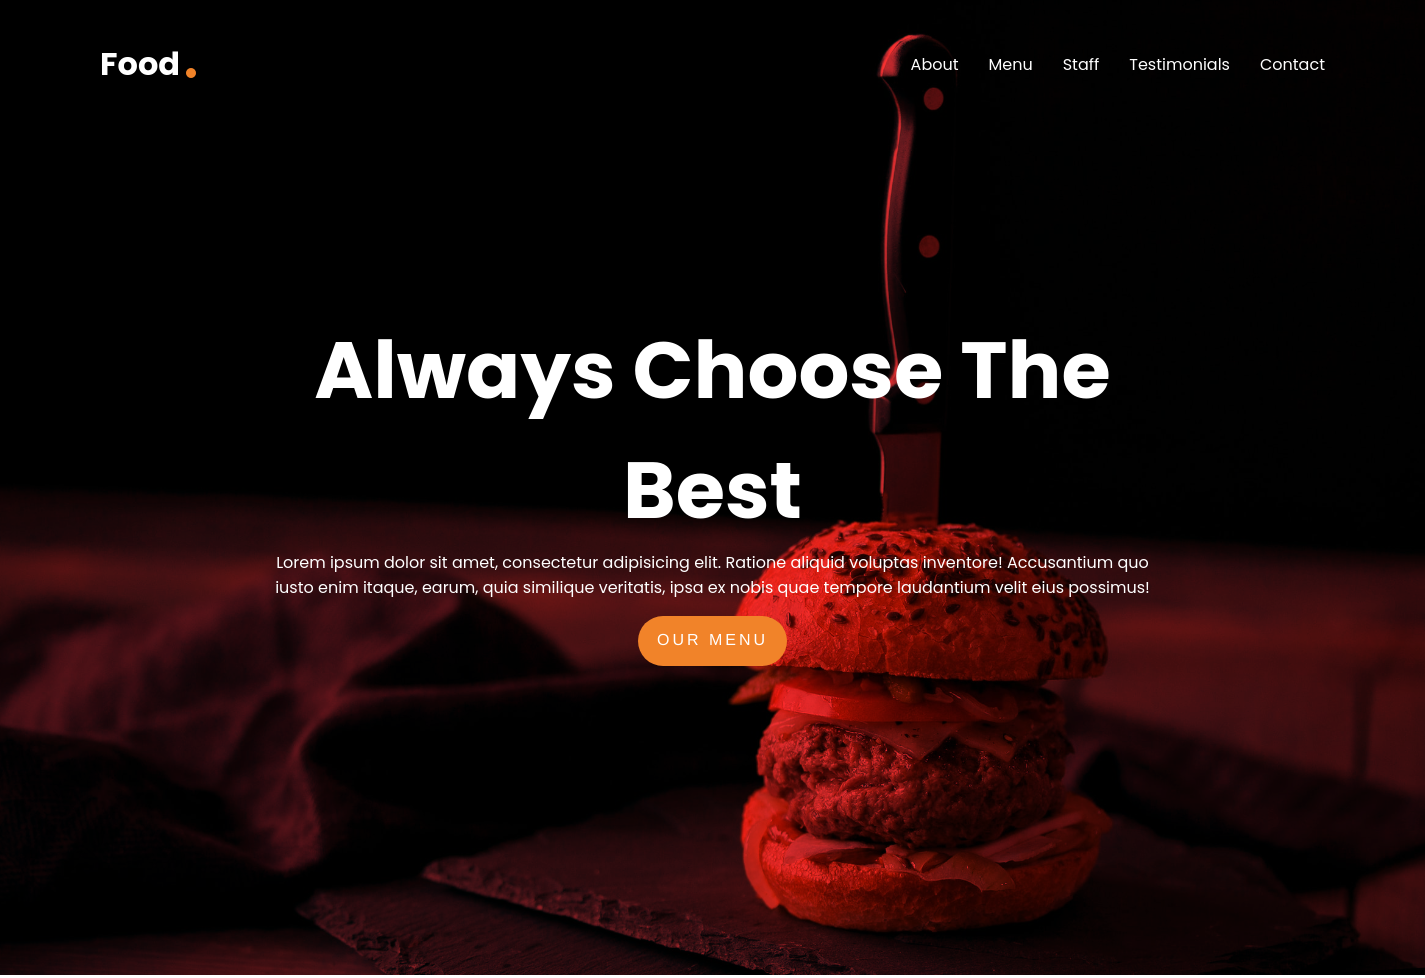 Food.
About Menu Staff Testimonials Contact
Always Choose The
Best
Lorem ipsum dolor sit amet, consectetur adipisicing elit. Ratione aliquid voluptas inventore! Accusantium quo
iusto enim itaque, earum, quia similique veritatis, ipsa ex nobis quae tempore laudantium velit eius possimus!
OUR MENU